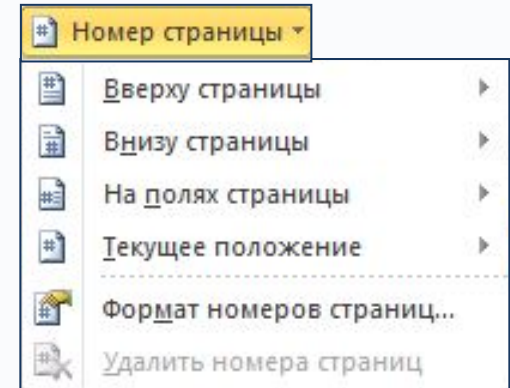 Номер страницы
Вверху страницы
Внизу страницы
На полях страницы
Текущее положение
Формат номеров страниц...
Удалить номера страниц